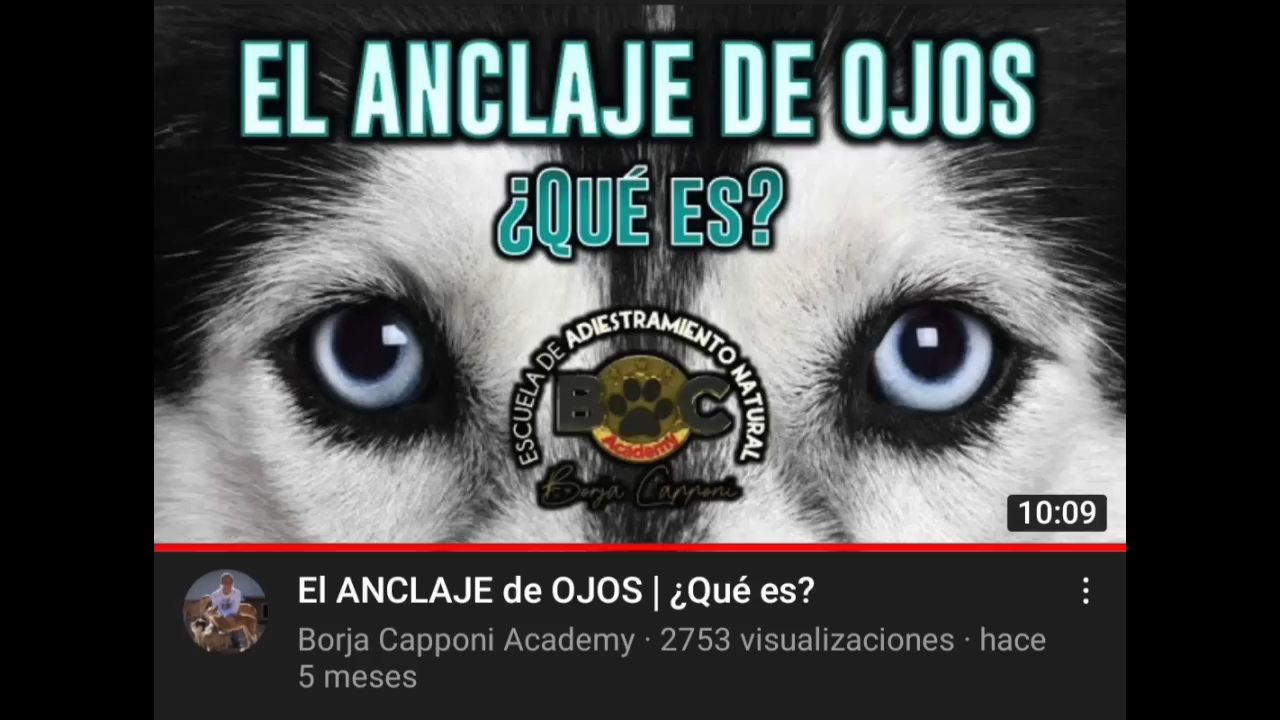 EL ANCLAJE DE OJOS
¿QUÉ ES?
ESCUELA DE ADIESTRAMIENTO NATURAL
BC
Academy
Borja Capponi
10:09
El ANCLAJE de OJOS | ¿Qué es?
Borja Capponi Academy · 2753 visualizaciones · hace
5 meses